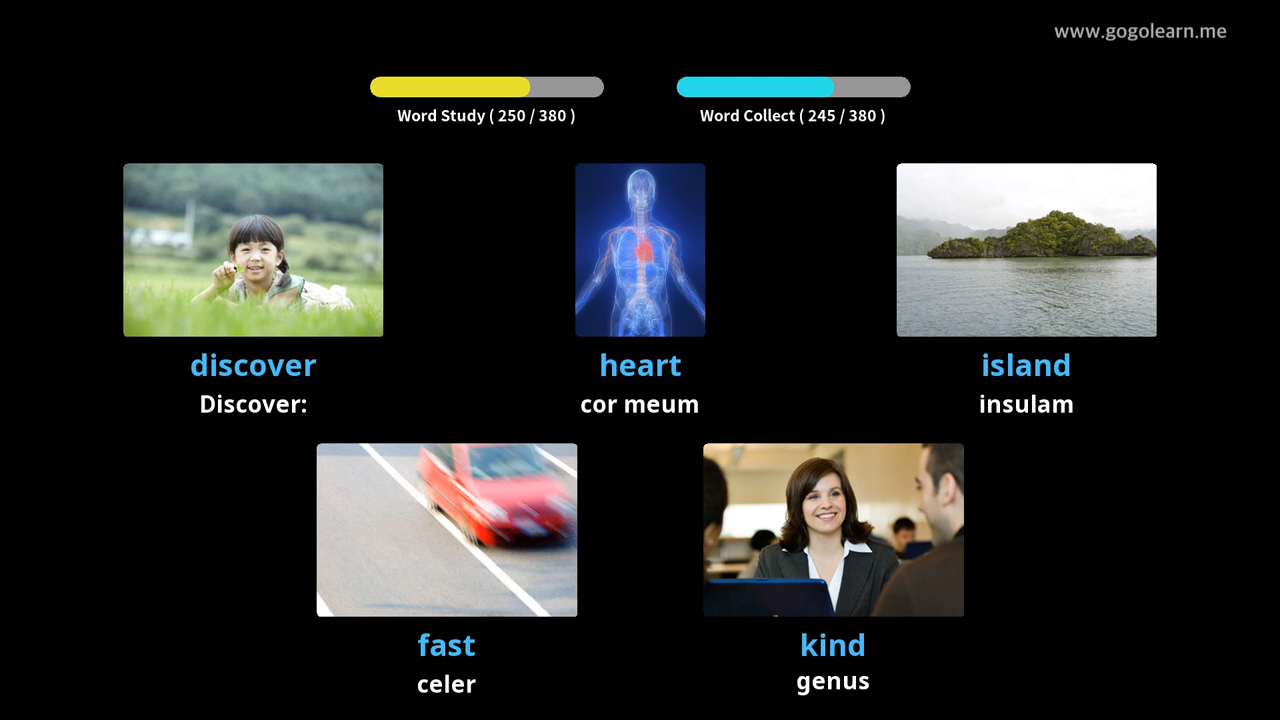 www.gogolearn.me
Word Study ( 250 / 380 )
Word Collect ( 245 / 380 )
discover
Discover:
heart
cor meum
island
insulam
fast
celer
kind
genus